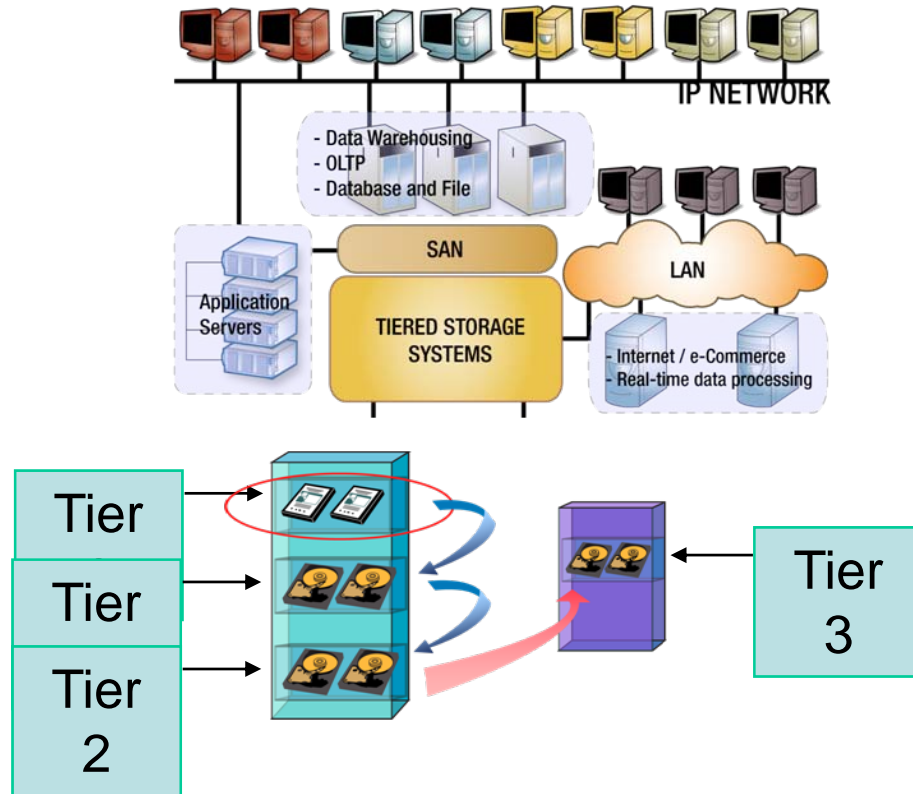 IP NETWORK
- Data Warehousing
- OLTP
- Database and File
SAN
LAN
Application
Servers
TIERED STORAGE
SYSTEMS
- Internet / e-Commerce
- Real-time data processing
Tier
Tier
Tier
2
Tier
3